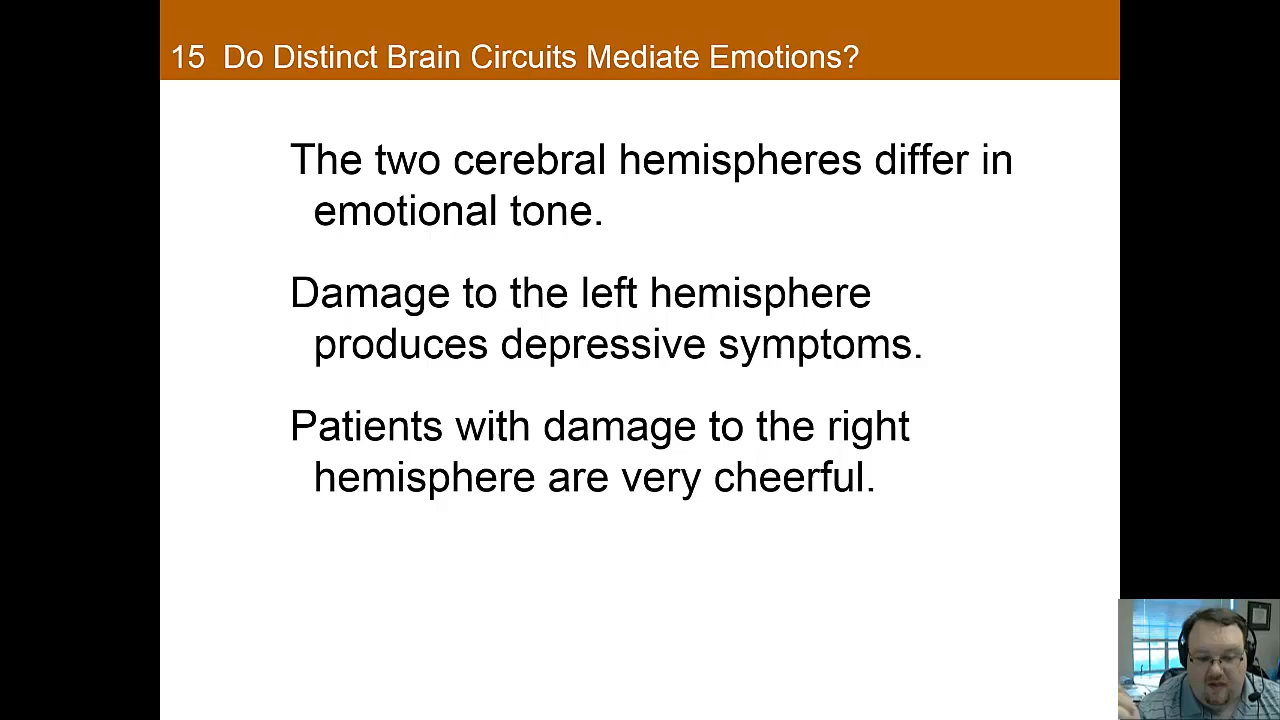 15 Do Distinct Brain Circuits Mediate Emotions?
The two cerebral hemispheres differ in
emotional tone.
Damage to the left hemisphere
produces depressive symptoms.
Patients with damage to the right
hemisphere are very cheerful.